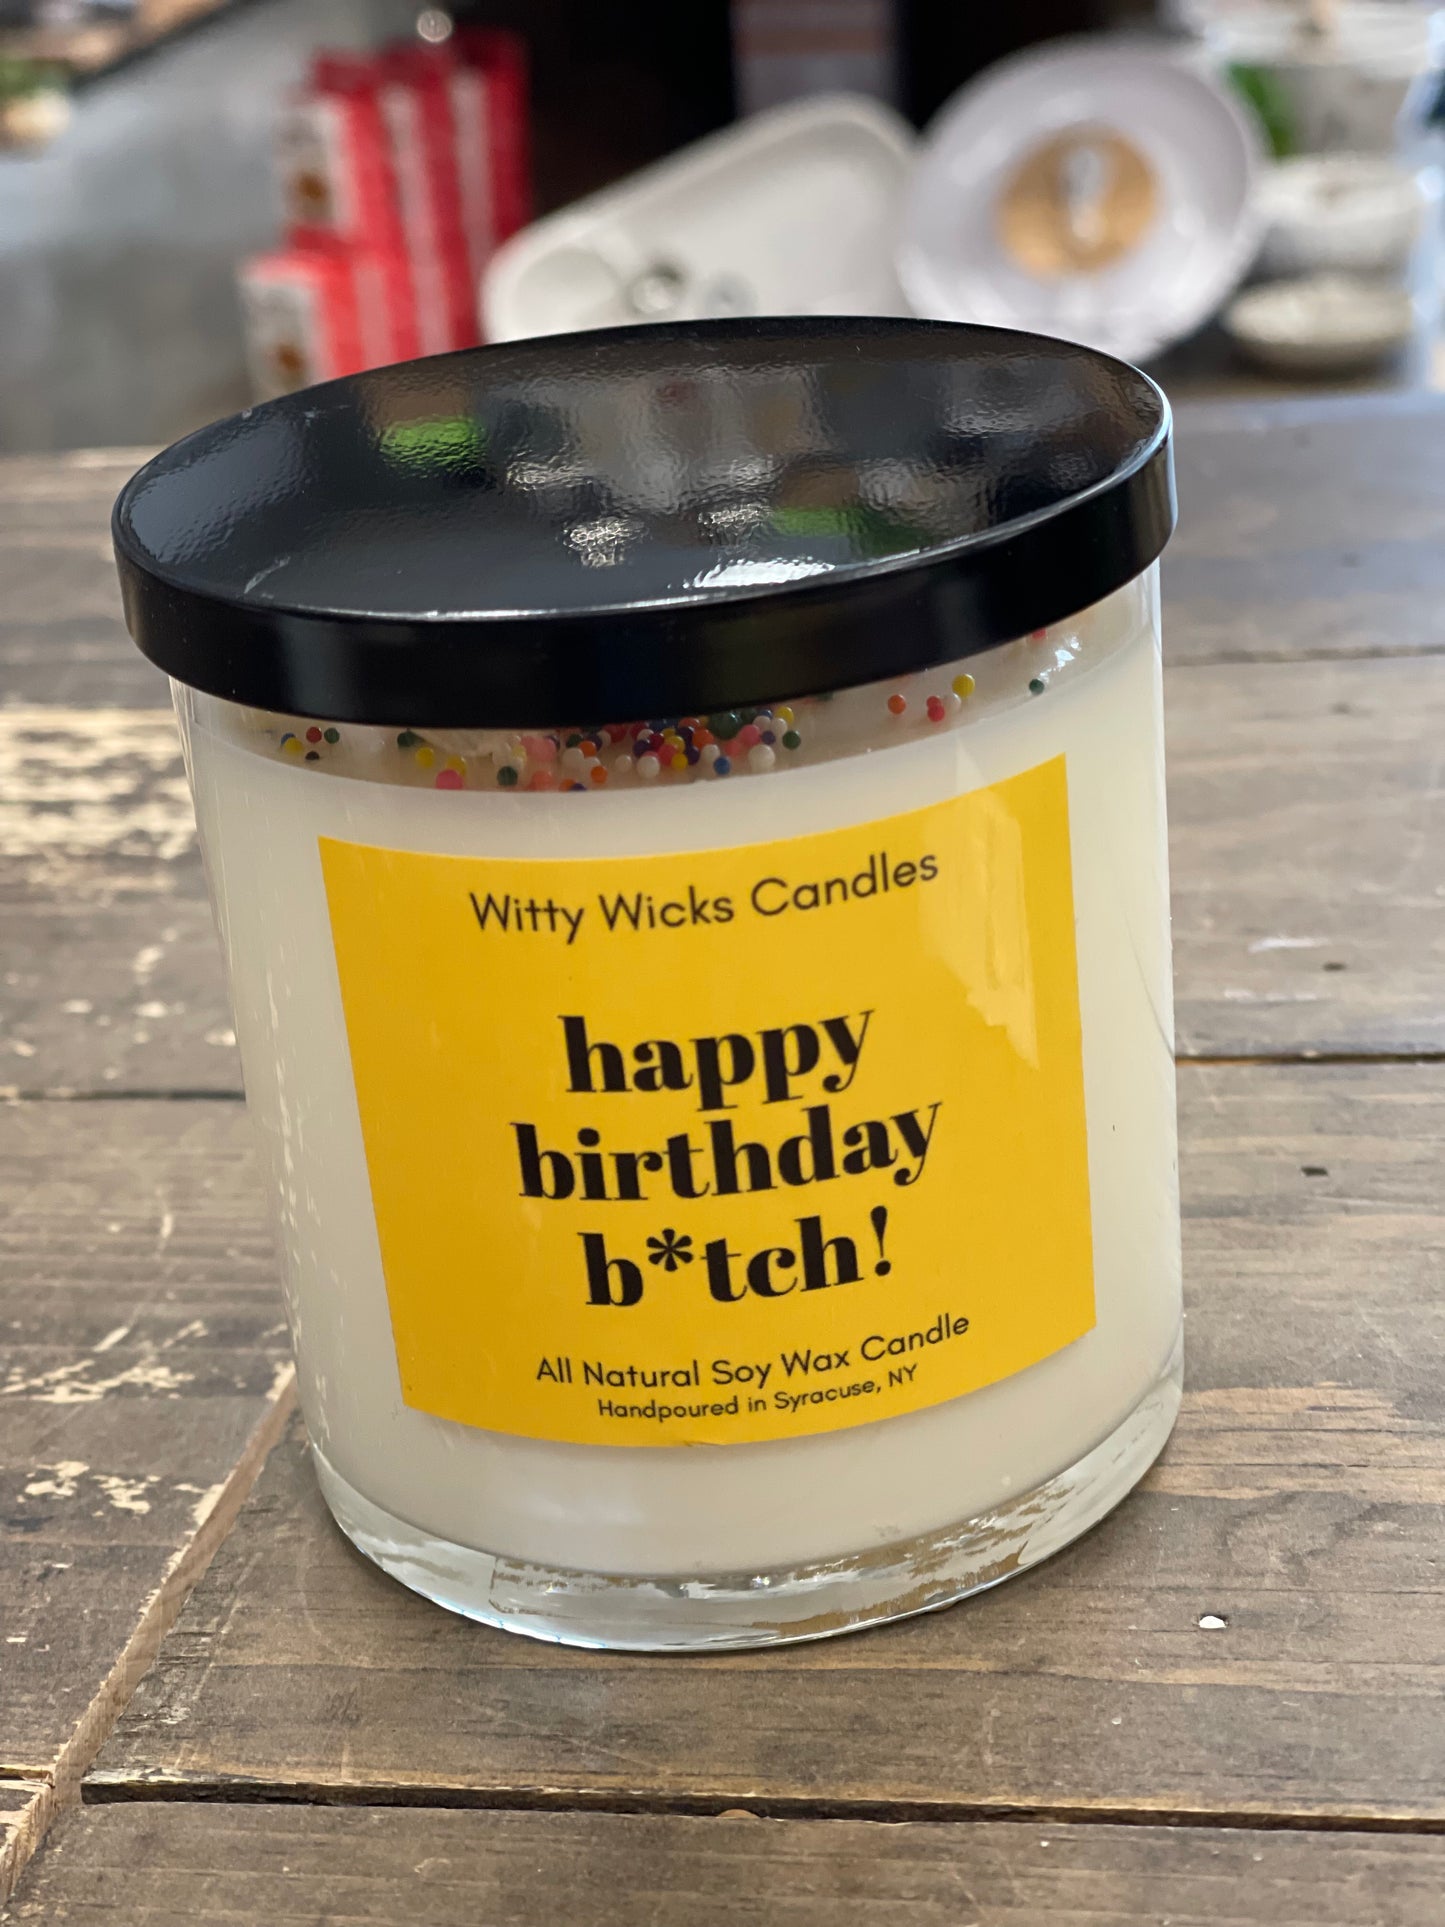 Witty Wicks Candles
happy
birthday
b*tch!
All Natural Soy Wax Candle
Handpoured in Syracuse, NY